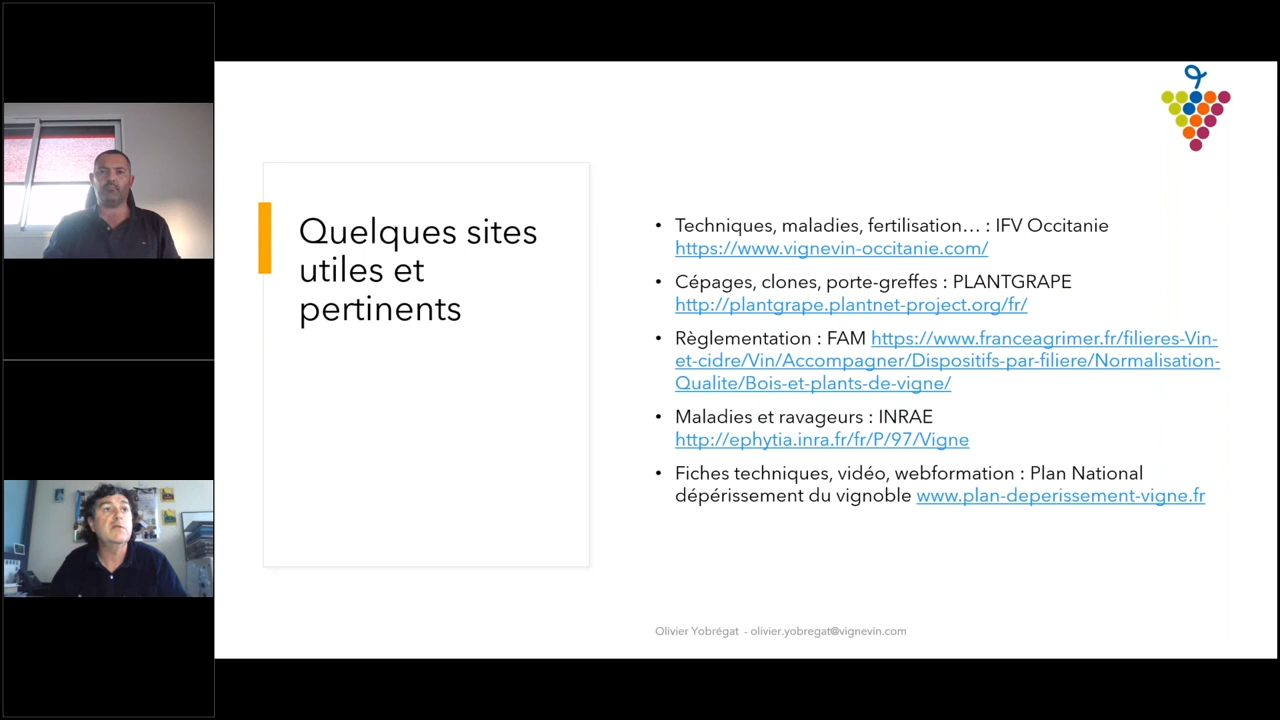 Quelques sites
utiles et
pertinents
• Techniques, maladies, fertilisation… : IFV Occitanie
https://www.vignevin-occitanie.com/
• Cépages, clones, porte-greffes : PLANTGRAPE
http://plantgrape.plantnet-project.org/fr/
• Règlementation : FAM https://www.franceagrimer.fr/filieres-Vin-
et-cidre/Vin/Accompagner/Dispositifs-par-filiere/Normalisation-
Qualite/Bois-et-plants-de-vigne/
• Maladies et ravageurs : INRAE
http://ephytia.inra.fr/fr/P/97/Vigne
• Fiches techniques, vidéo, webformation : Plan National
dépérissement du vignoble www.plan-deperissement-vigne.fr
Olivier Yobrégat - olivier.yobregat@vignevin.com